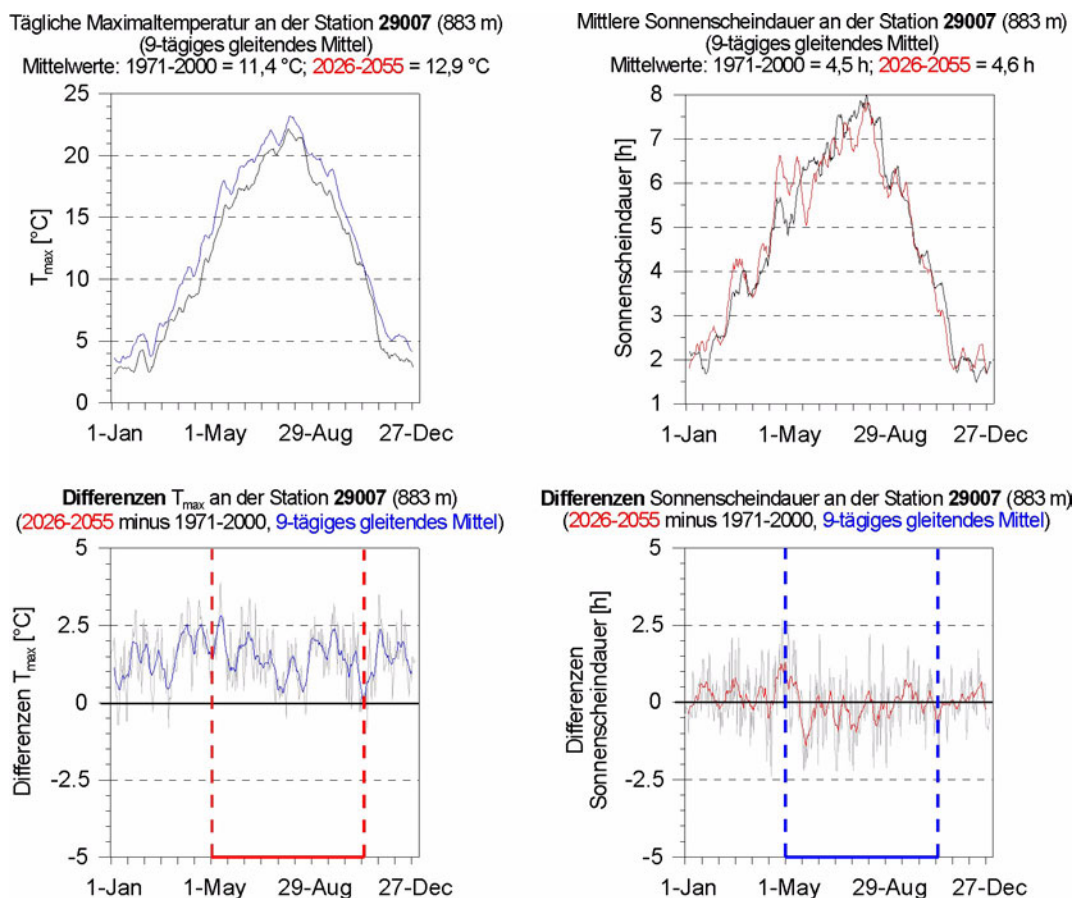 Tägliche Maximaltemperatur an der Station 29007 (883 m)
(9-tägiges gleitendes Mittel)
Mittelwerte: 1971-2000 = 11,4 °C; 2026-2055 = 12,9 °C
25
20
15
10
5
0
Tmax [°C]
1-Jan 1-May 29-Aug 27-Dec
Mittlere Sonnenscheindauer an der Station 29007 (883 m)
(9-tägiges gleitendes Mittel)
Mittelwerte: 1971-2000 = 4,5 h; 2026-2055 = 4,6 h
8
7
6
5
4
3
2
1
Sonnenscheindauer [h]
1-Jan 1-May 29-Aug 27-Dec
Differenzen Tmax an der Station 29007 (883 m)
(2026-2055 minus 1971-2000, 9-tägiges gleitendes Mittel)
5
2.5
0
-2.5
-5
Differenzen Tmax [°C]
1-Jan 1-May 29-Aug 27-Dec
Differenzen Sonnenscheindauer an der Station 29007 (883 m)
(2026-2055 minus 1971-2000, 9-tägiges gleitendes Mittel)
5
2.5
0
-2.5
-5
Differenzen
Sonnenscheindauer [h]
1-Jan 1-May 29-Aug 27-Dec